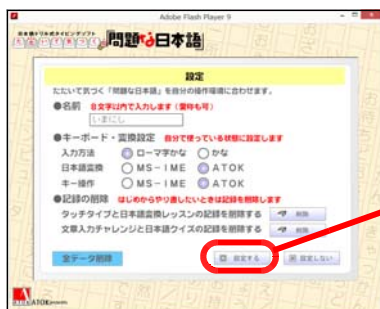 Adobe Flash Player 9
問題な日本語
設定
たたいて気づく「問題な日本語」を自分の操作環境に合わせます。
●名前 8文字以内で入力します(愛称も可)
いまにし
●キーボード・変換設定 自分で使っている状態に設定します
入力方法 ローマ字かな かな
日本語変換 MS-IME ATOK
キー操作 MS-IME ATOK
●記録の削除 はじめからやり直したいときは記録を削除します
タッチタイプと日本語変換レッスンの記録を削除する 削除
文章入力チャレンジと日本語クイズの記録を削除する 削除
全データ削除 設定する 設定しない
ATOK presents.